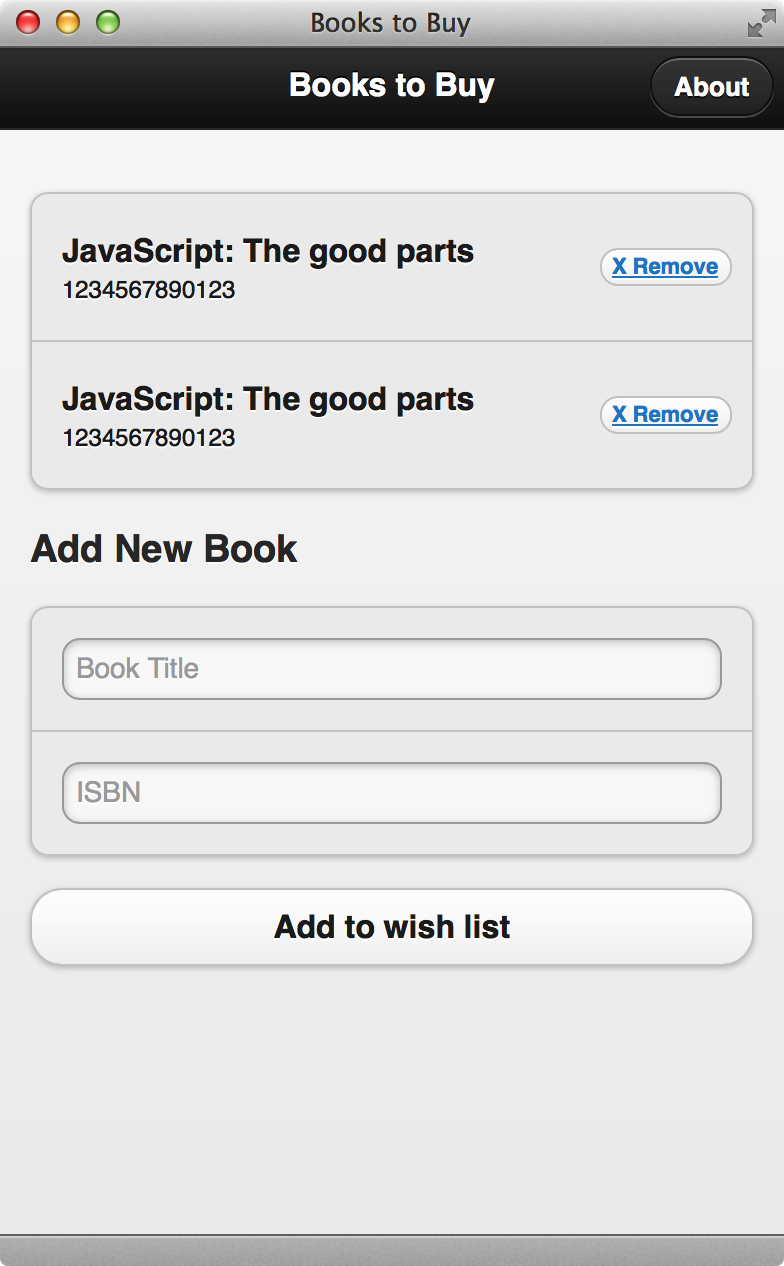 Books to Buy
Books to Buy
About
JavaScript: The good parts
1234567890123
X Remove
JavaScript: The good parts
1234567890123
X Remove
Add New Book
Book Title
ISBN
Add to wish list